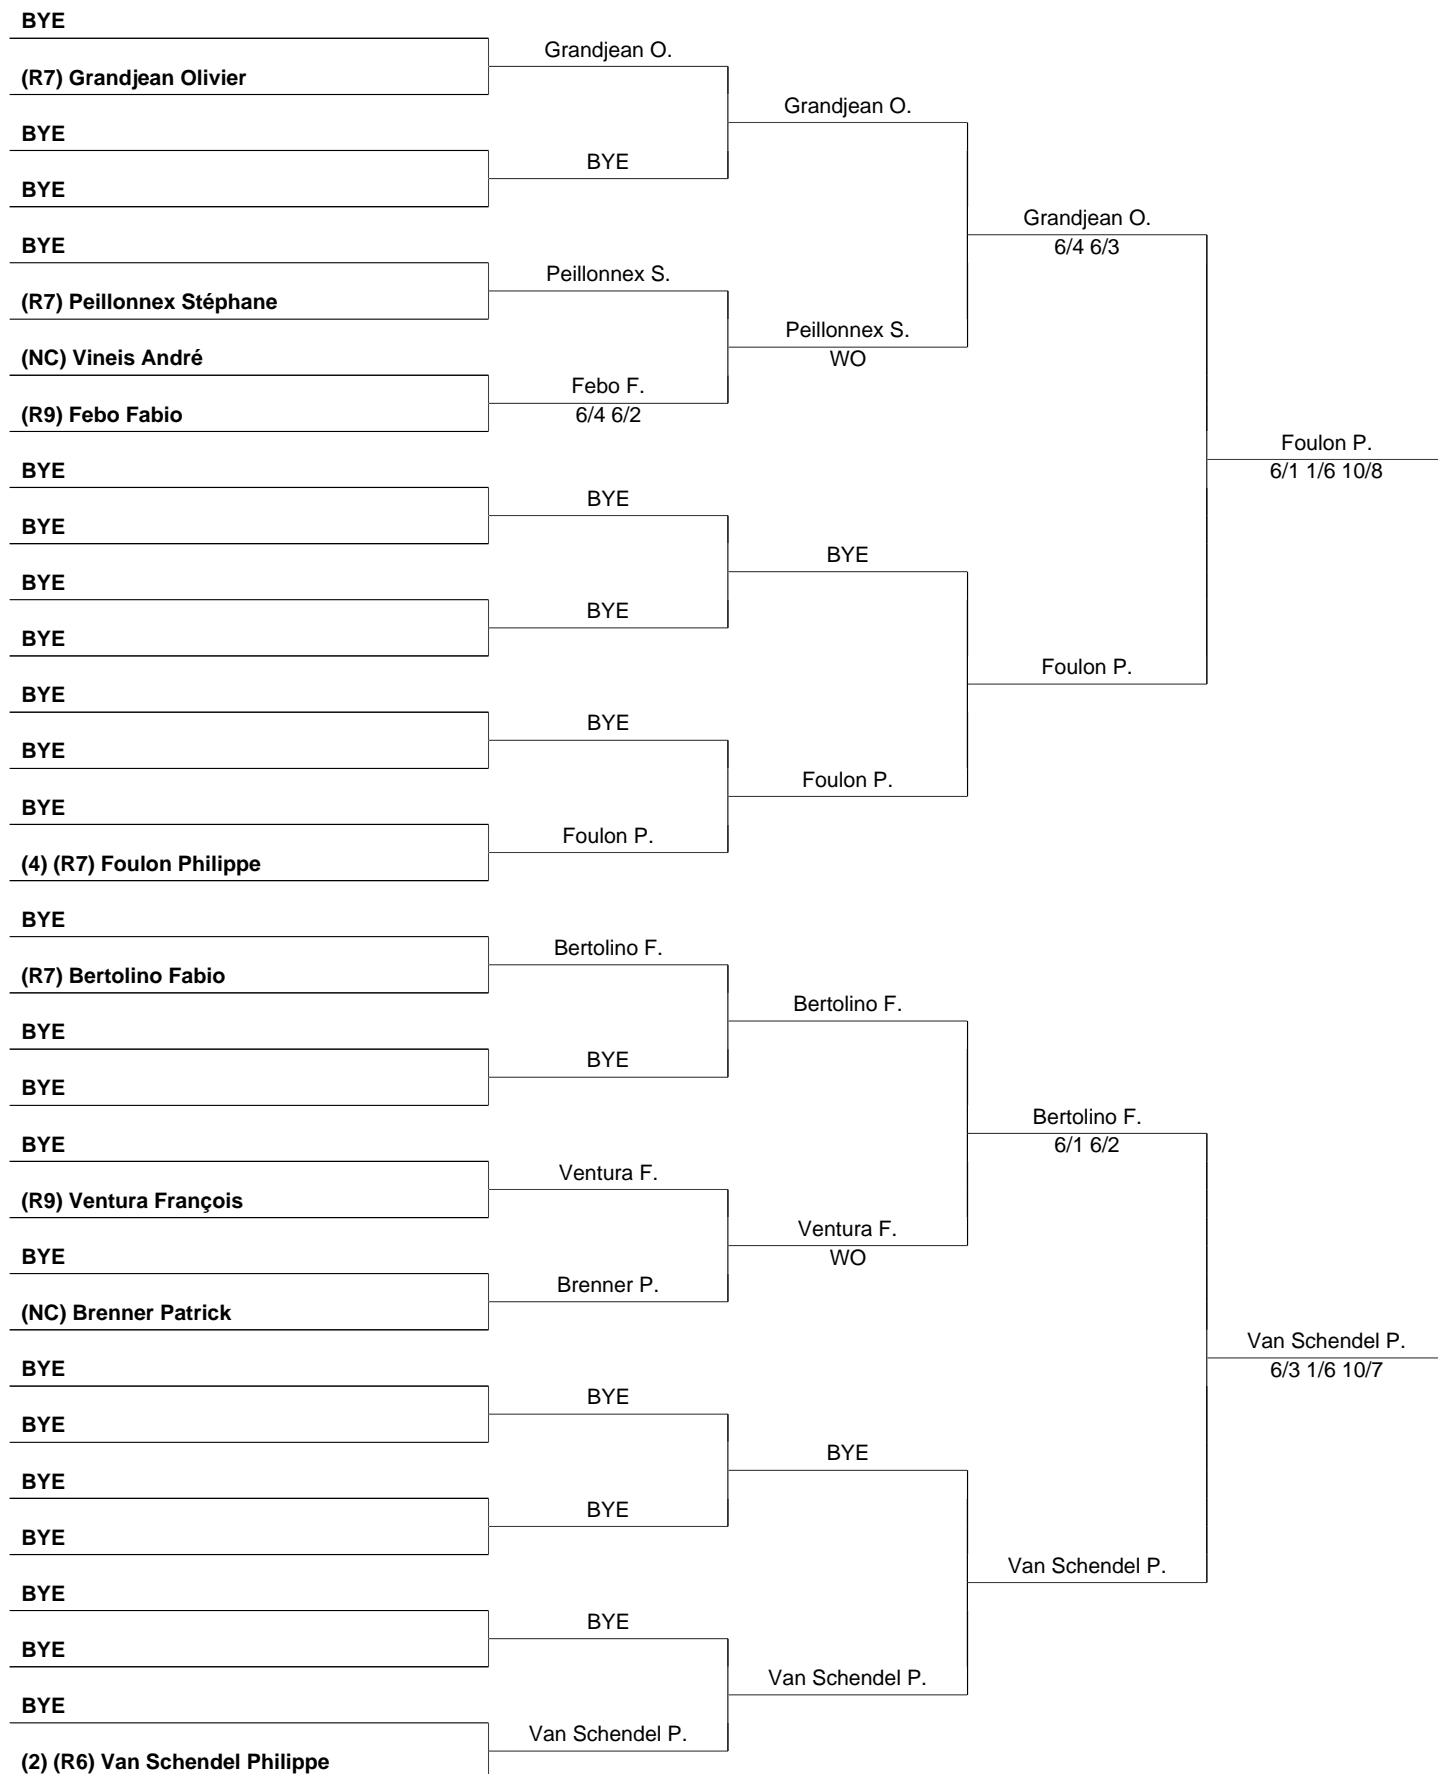 BYE
Grandjean O.
(R7) Grandjean Olivier
Grandjean O.
BYE
BYE
BYE
Grandjean O.
BYE
6/4 6/3
Peillonnex S.
(R7) Peillonnex Stéphane
Peillonnex S.
(NC) Vineis André
WO
Febo F.
(R9) Febo Fabio
6/4 6/2
Foulon P.
BYE
6/1 1/6 10/8
BYE
BYE
BYE
BYE
BYE
BYE
Foulon P.
BYE
BYE
BYE
Foulon P.
BYE
Foulon P.
(4) (R7) Foulon Philippe
BYE
Bertolino F.
(R7) Bertolino Fabio
Bertolino F.
BYE
BYE
BYE
Bertolino F.
BYE
6/1 6/2
Ventura F.
(R9) Ventura François
Ventura F.
BYE
WO
Brenner P.
(NC) Brenner Patrick
Van Schendel P.
BYE
6/3 1/6 10/7
BYE
BYE
BYE
BYE
BYE
BYE
Van Schendel P.
BYE
BYE
BYE
Van Schendel P.
BYE
Van Schendel P.
(2) (R6) Van Schendel Philippe